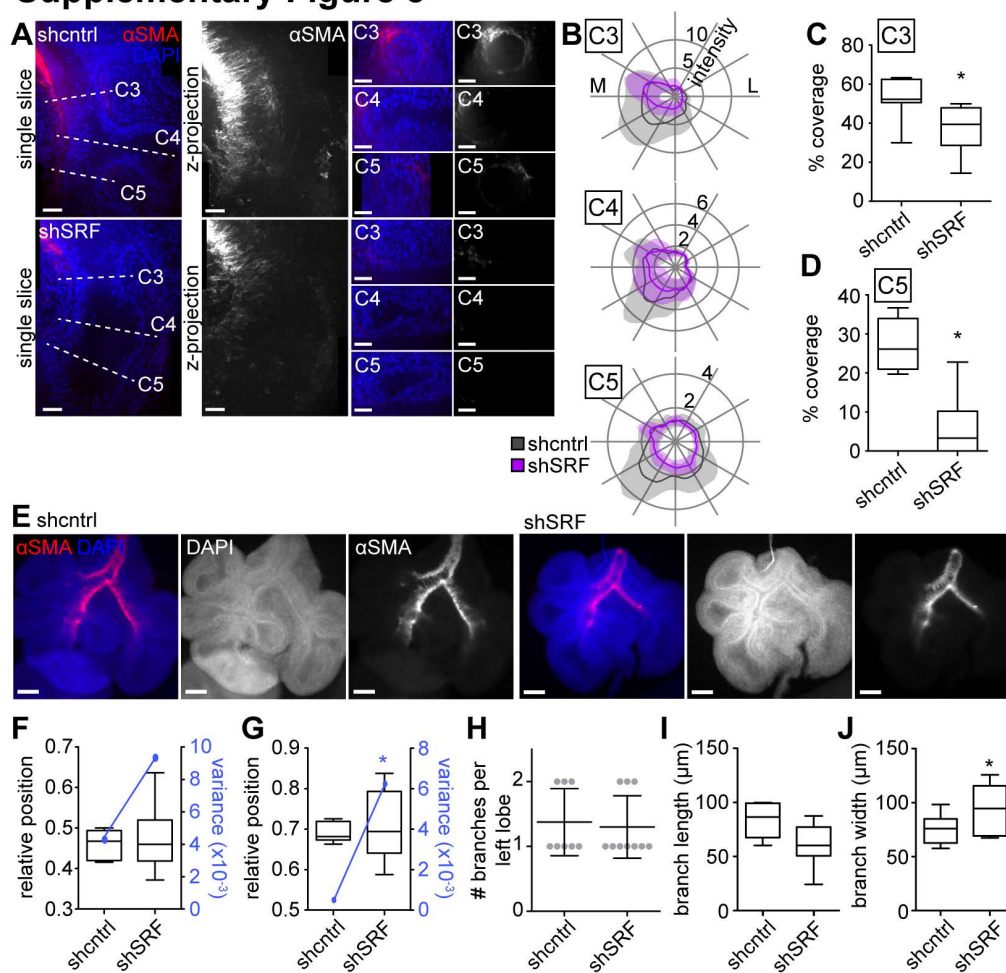 A
shcntrl
αSMA
DAPI
single slice
C3
C4
C5
αSMA
z-projection
C3
C4
C5
shSRF
single slice
C3
C4
C5
z-projection
C3
C3
C4
C4
C5
C5
B
C3
10
5
intensity
M
L
C4
6
4
2
C5
4
2
shcntrl
shSRF
C
C3
% coverage
80
60
40
20
0
*
shcntrl
shSRF
D
C5
% coverage
40
30
20
10
0
*
shcntrl
shSRF
E
shcntrl
shSRF
αSMA DAPI
DAPI
αSMA
F
relative position
0.7
0.6
0.5
0.4
0.3
10
8
6
4
2
0
variance (x10⁻³)
shcntrl
shSRF
G
relative position
0.9
0.8
0.7
0.6
0.5
*
8
6
4
2
0
variance (x10⁻³)
shcntrl
shSRF
H
# branches per
left lobe
2
1
0
shcntrl
shSRF
I
branch length (µm)
150
100
50
0
shcntrl
shSRF
J
branch width (µm)
150
100
50
0
*
shcntrl
shSRF